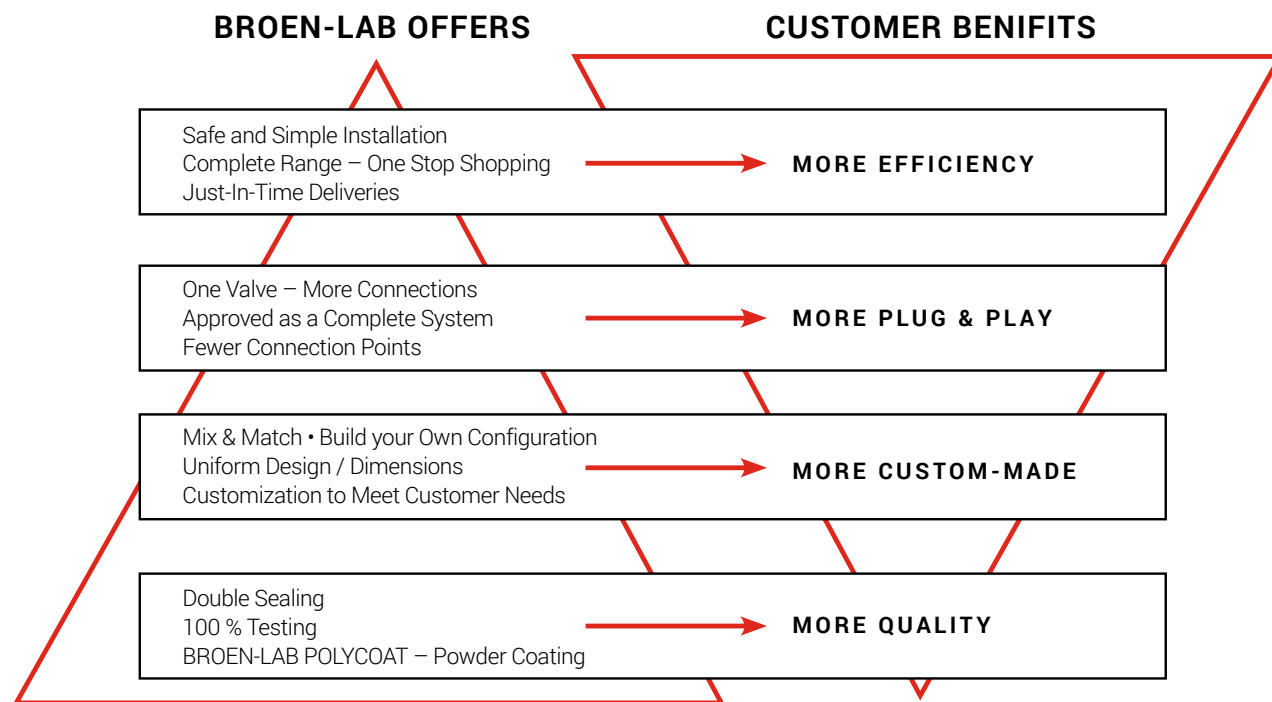 BROEN-LAB OFFERS
CUSTOMER BENIFITS
Safe and Simple Installation
Complete Range – One Stop Shopping
Just-In-Time Deliveries
MORE EFFICIENCY
One Valve – More Connections
Approved as a Complete System
Fewer Connection Points
MORE PLUG & PLAY
Mix & Match • Build your Own Configuration
Uniform Design / Dimensions
Customization to Meet Customer Needs
MORE CUSTOM-MADE
Double Sealing
100 % Testing
BROEN-LAB POLYCOAT – Powder Coating
MORE QUALITY